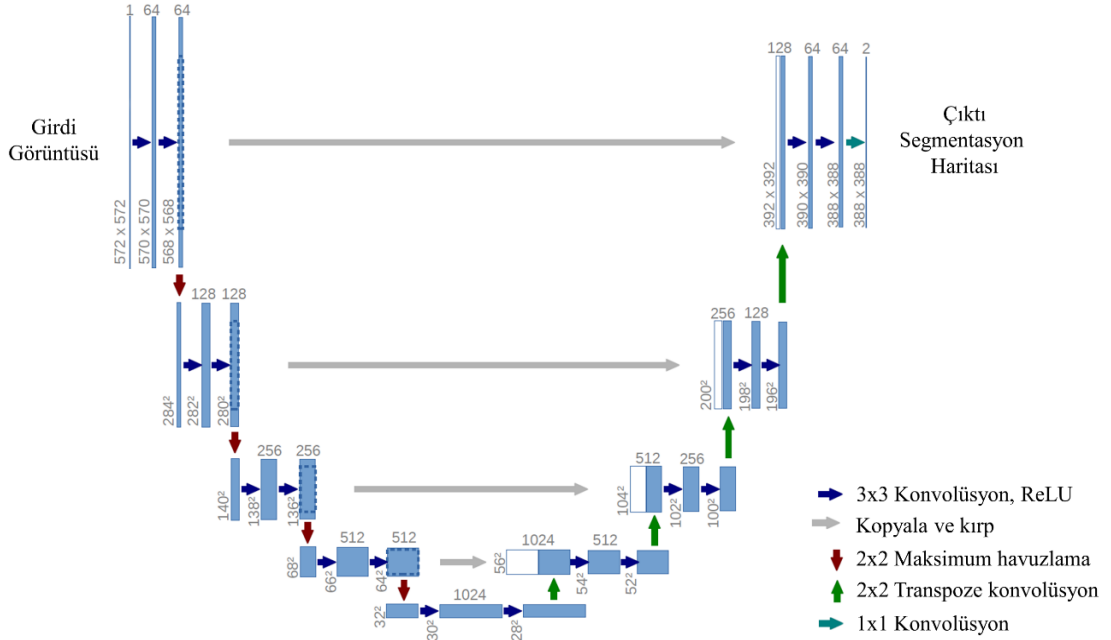 1 64 64
128 64 64 2
Girdi
Görüntüsü
Çıktı
Segmentasyon
Haritası
572 x 572
570 x 570
568 x 568
392 x 392
390 x 390
388 x 388
388 x 388
128 128
256 128
284²
282²
280²
200²
198²
196²
256 256
512 256
140²
138²
136²
104²
102²
100²
512 512
1024 512
68²
66²
64²
56²
54²
52²
1024
32²
30²
28²
3x3 Konvolüsyon, ReLU
Kopyala ve kırp
2x2 Maksimum havuzlama
2x2 Transpoze konvolüsyon
1x1 Konvolüsyon